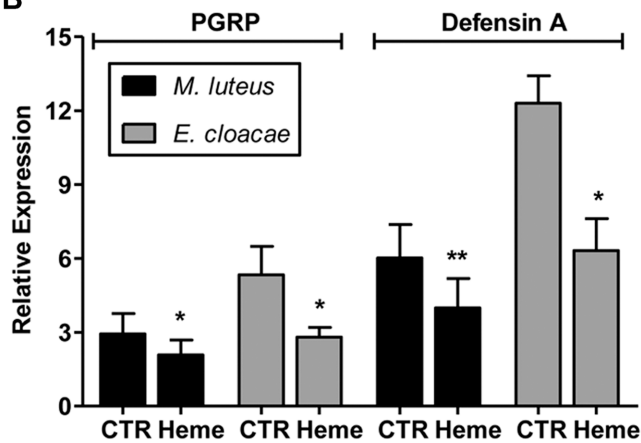 B
PGRP
Defensin A
15
12
9
6
3
0
Relative Expression
M. luteus
E. cloacae
*
*
**
*
CTR Heme CTR Heme CTR Heme CTR Heme